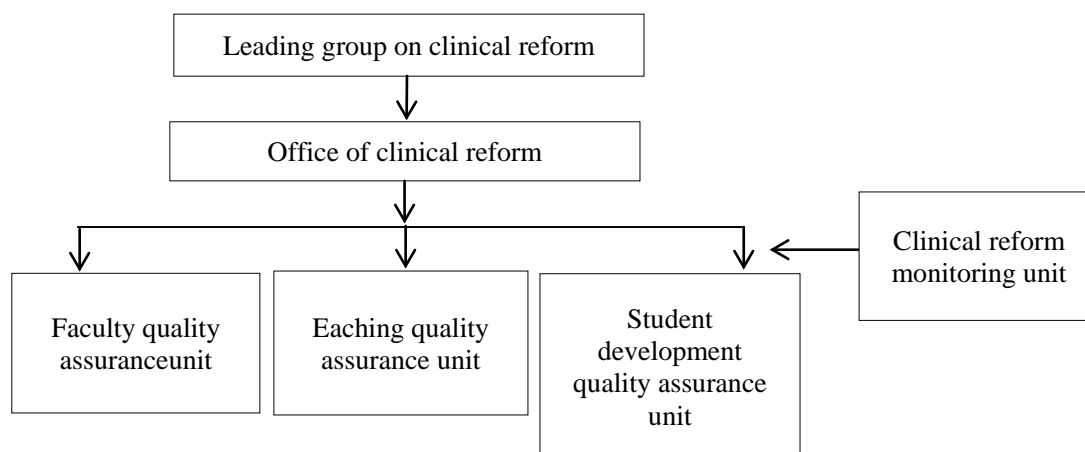 Leading group on clinical reform
Office of clinical reform
Clinical reform
monitoring unit
Faculty quality
assuranceunit
Eaching quality
assurance unit
Student
development
quality assurance
unit